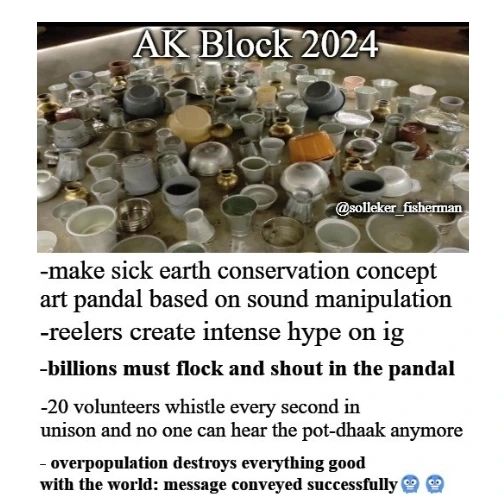 AK Block 2024
@solleker_fisherman
-make sick earth conservation concept
art pandal based on sound manipulation
-reelers create intense hype on ig
-billions must flock and shout in the pandal
-20 volunteers whistle every second in
unison and no one can hear the pot-dhaak anymore
- overpopulation destroys everything good
with the world: message conveyed successfully🥶 🥶